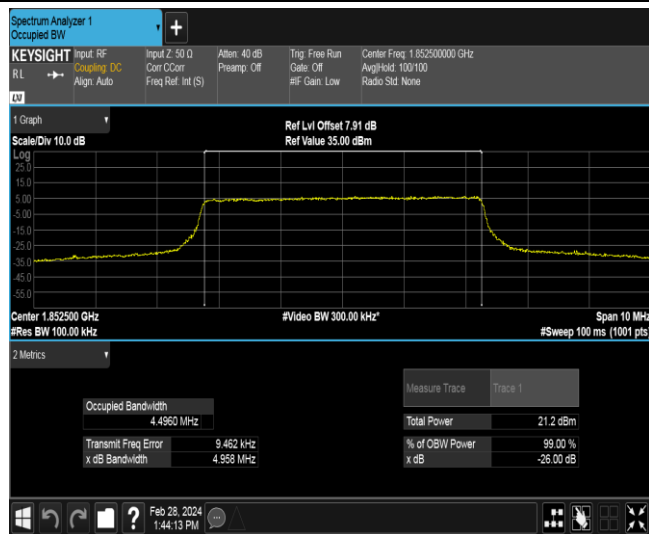 Spectrum Analyzer 1
Occupied BW
+
KEYSIGHT
RL
LXI
Input: RF
Coupling: DC
Align: Auto
Input Z: 50 Ω
Corr CCorr
Freq Ref: Int (S)
Atten: 40 dB
Preamp: Off
Trig: Free Run
Gate: Off
#IF Gain: Low
Center Freq: 1.852500000 GHz
Avg|Hold: 100/100
Radio Std: None
1 Graph
Scale/Div 10.0 dB
Ref Lvl Offset 7.91 dB
Ref Value 35.00 dBm
Log
25.0
15.0
5.00
-5.00
-15.0
-25.0
-35.0
-45.0
-55.0
Center 1.852500 GHz
#Res BW 100.00 kHz
#Video BW 300.00 kHz*
Span 10 MHz
#Sweep 100 ms (1001 pts)
2 Metrics
Measure Trace Trace 1
Occupied Bandwidth
4.4960 MHz
Total Power 21.2 dBm
Transmit Freq Error 9.462 kHz
% of OBW Power 99.00 %
x dB Bandwidth 4.958 MHz
x dB -26.00 dB
?
Feb 28, 2024
1:44:13 PM